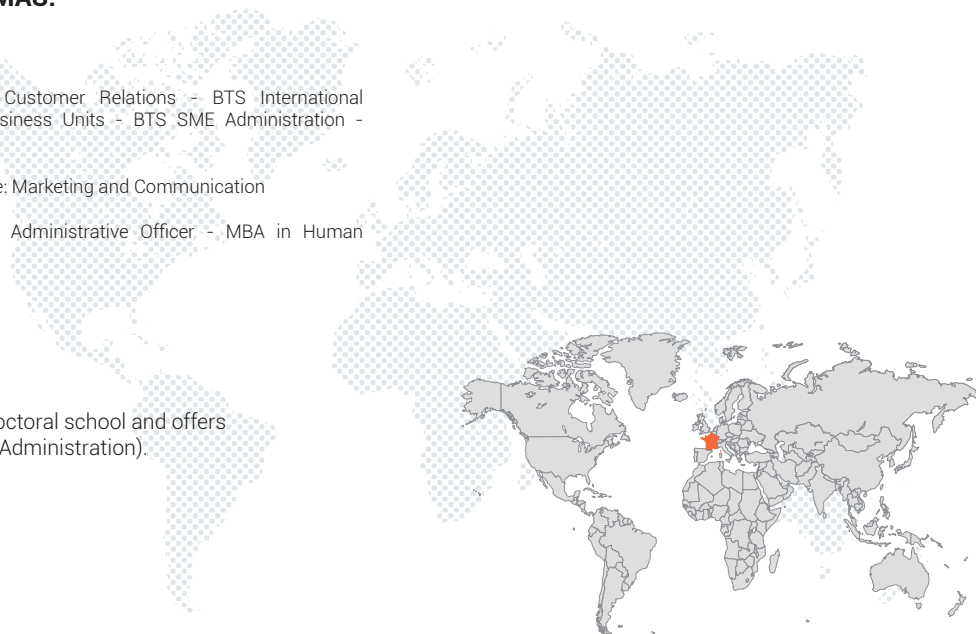 MAS:
Customer Relations - BTS International
siness Units - BTS SME Administration -
e: Marketing and Communication
Administrative Officer - MBA in Human
octoral school and offers
Administration).